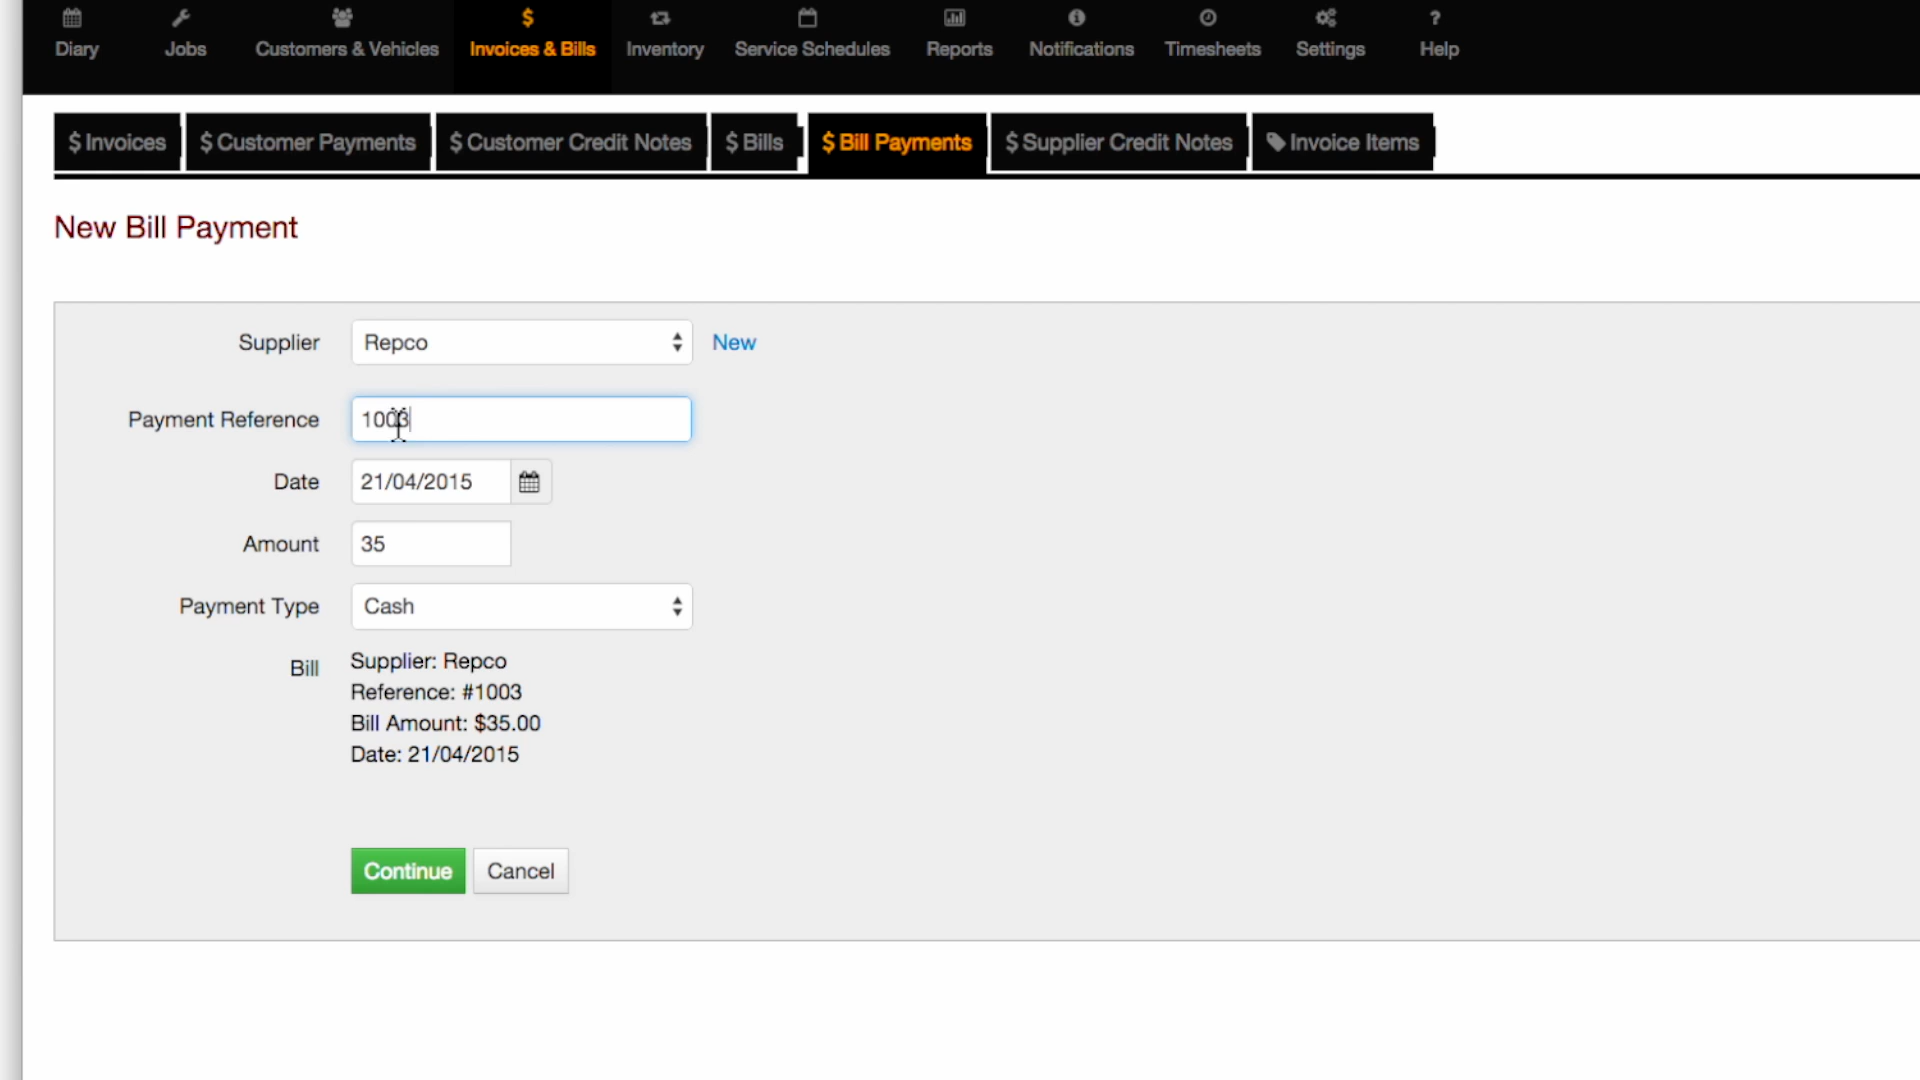 Diary Jobs Customers & Vehicles Invoices & Bills Inventory Service Schedules Reports Notifications Timesheets Settings Help
$ Invoices $ Customer Payments $ Customer Credit Notes $ Bills $ Bill Payments $ Supplier Credit Notes Invoice Items
New Bill Payment
Supplier Repco New
Payment Reference 1003
Date 21/04/2015
Amount 35
Payment Type Cash
Bill Supplier: Repco
Reference: #1003
Bill Amount: $35.00
Date: 21/04/2015
Continue Cancel